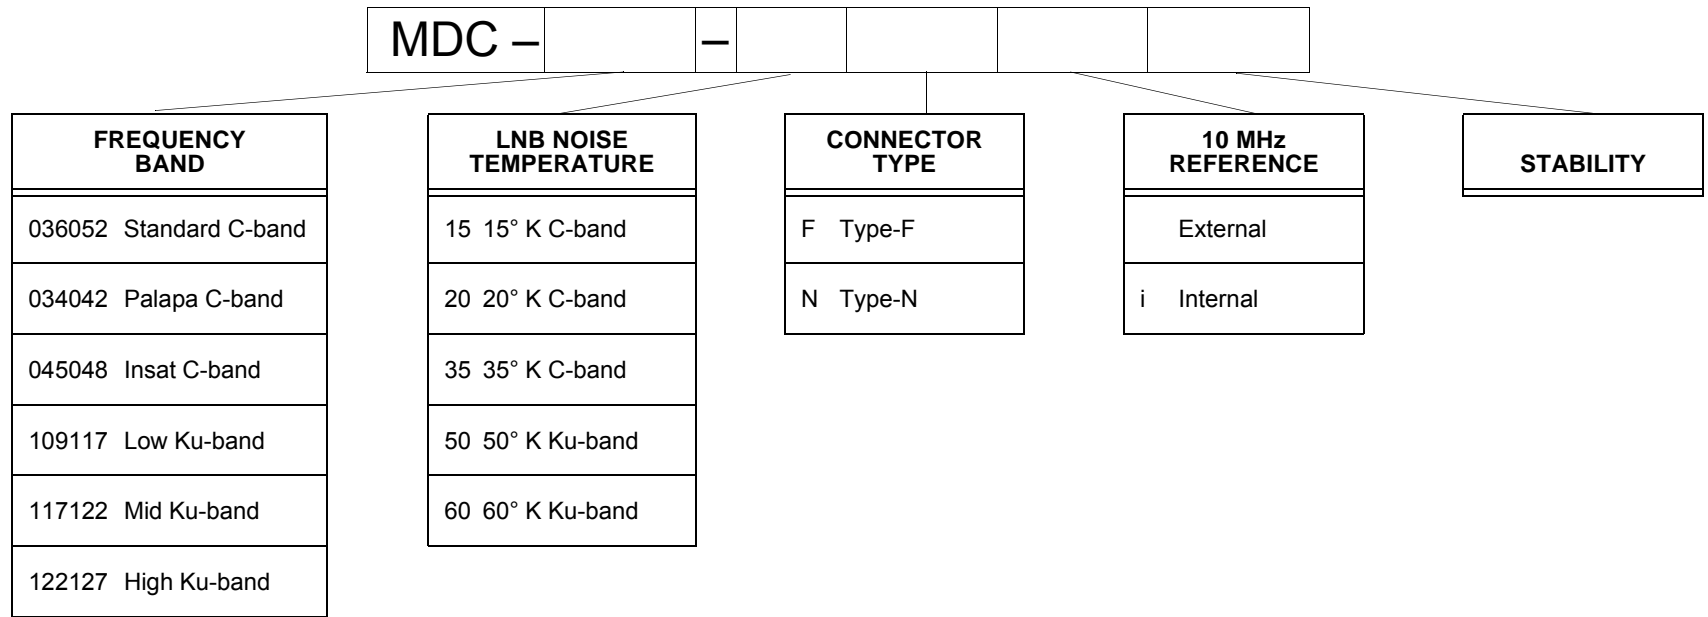 MDC – –
FREQUENCY
BAND
036052 Standard C-band
034042 Palapa C-band
045048 Insat C-band
109117 Low Ku-band
117122 Mid Ku-band
122127 High Ku-band
LNB NOISE
TEMPERATURE
15 15° K C-band
20 20° K C-band
35 35° K C-band
50 50° K Ku-band
60 60° K Ku-band
CONNECTOR
TYPE
F Type-F
N Type-N
10 MHz
REFERENCE
External
i Internal
STABILITY